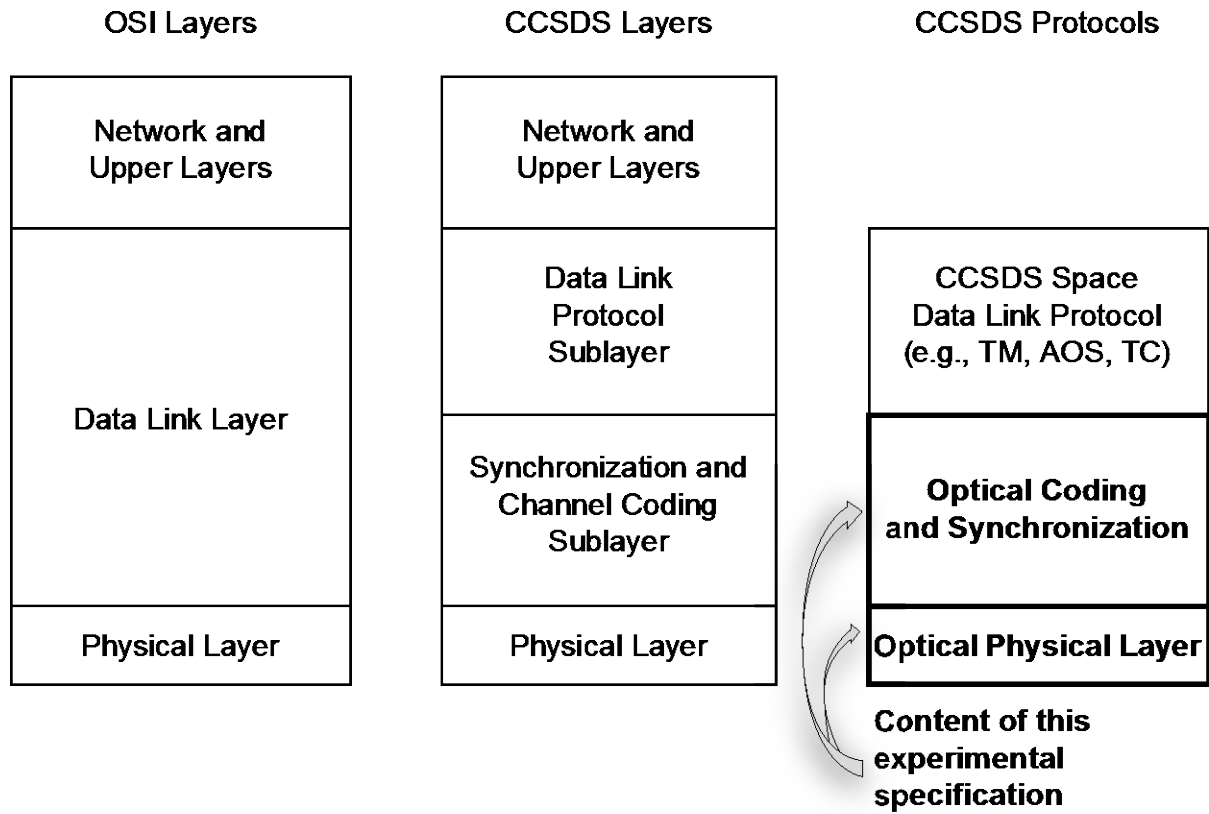 OSI Layers
CCSDS Layers
CCSDS Protocols
Network and
Upper Layers
Data Link Layer
Physical Layer
Network and
Upper Layers
Data Link
Protocol
Sublayer
Synchronization and
Channel Coding
Sublayer
Physical Layer
CCSDS Space
Data Link Protocol
(e.g., TM, AOS, TC)
Optical Coding
and Synchronization
Optical Physical Layer
Content of this
experimental
specification